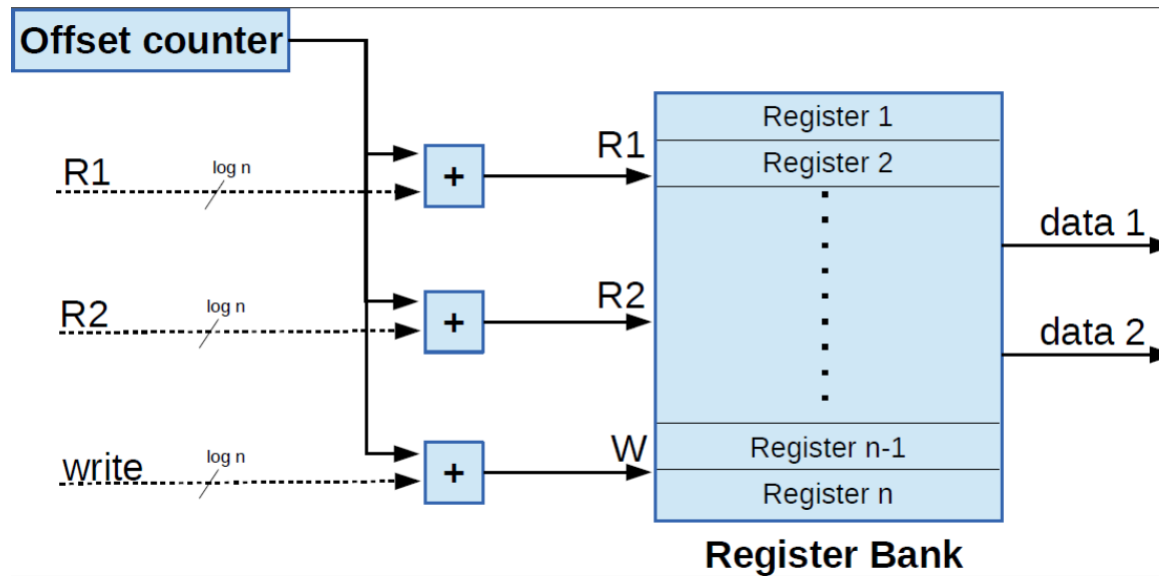 Offset counter
R1
log n
+
R1
R2
log n
+
R2
write
log n
+
W
Register 1
Register 2
Register n-1
Register n
data 1
data 2
Register Bank